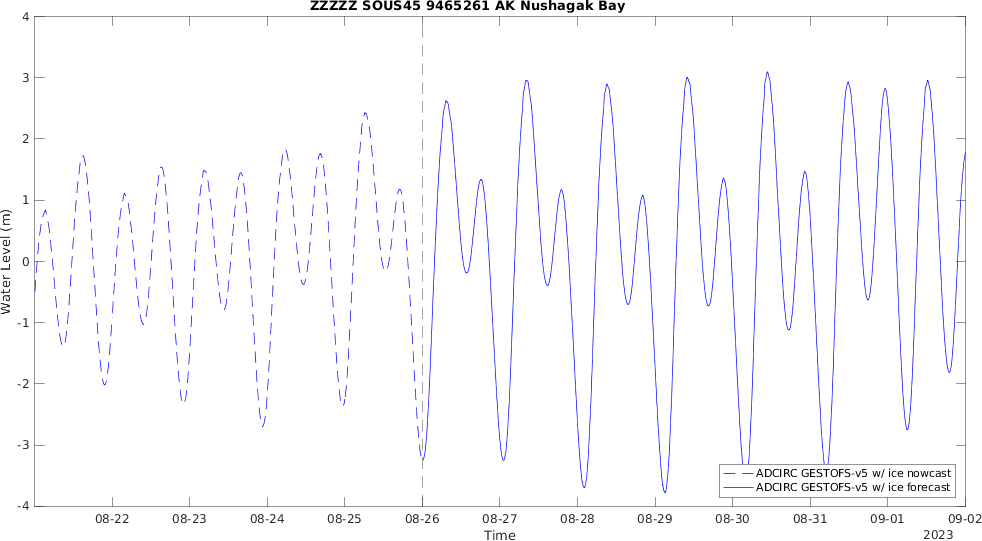 ZZZZZ SOUS45 9465261 AK Nushagak Bay
4
3
2
1
0
-1
-2
-3
-4
Water Level (m)
ADCIRC GESTOFS-v5 w/ ice nowcast
ADCIRC GESTOFS-v5 w/ ice forecast
08-22 08-23 08-24 08-25 08-26 08-27 08-28 08-29 08-30 08-31 09-01 09-02
Time
2023